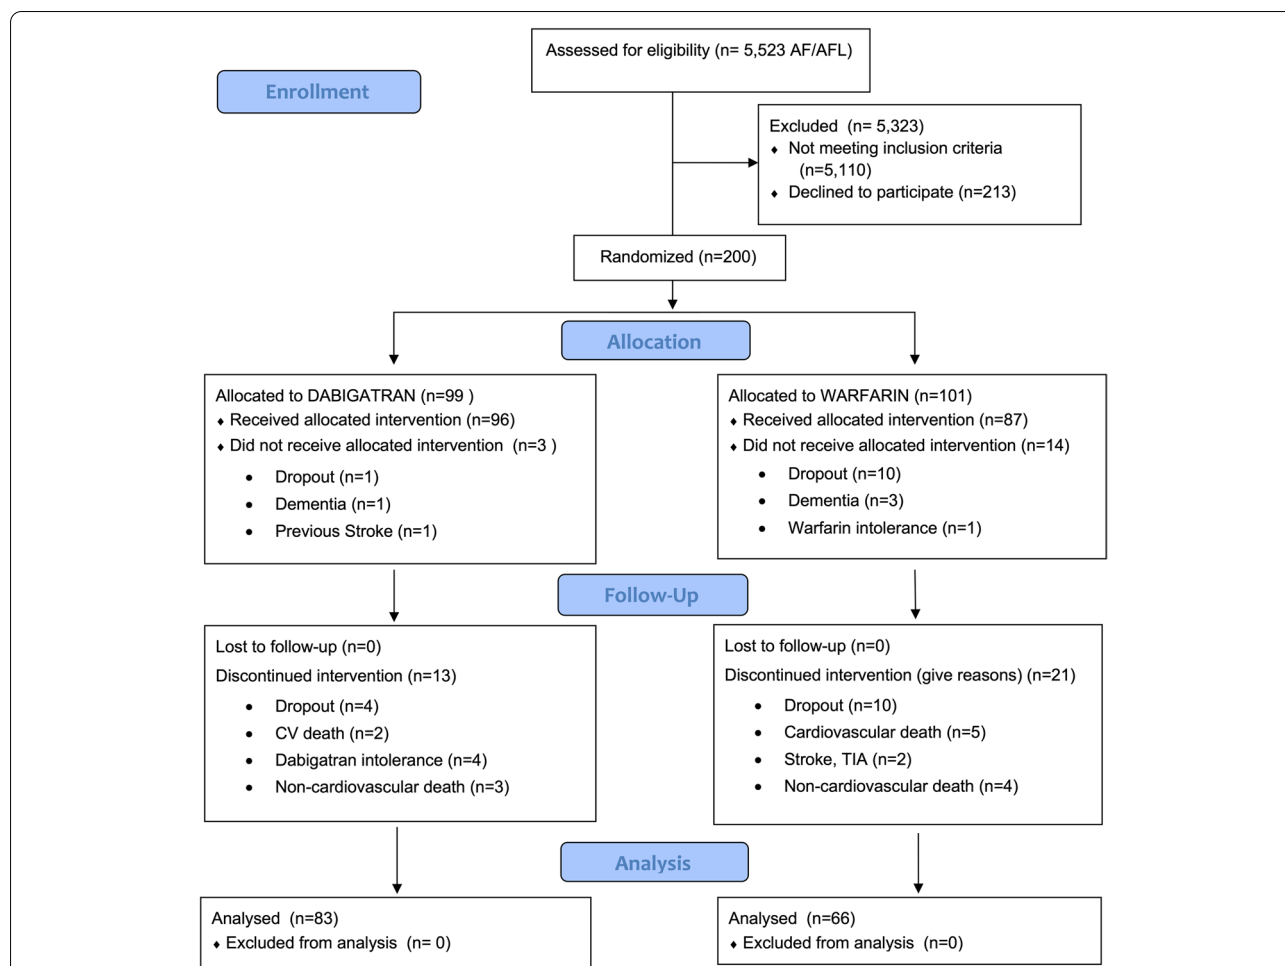 Assessed for eligibility (n= 5,523 AF/AFL)
Enrollment
Excluded (n= 5,323)
♦ Not meeting inclusion criteria
(n=5,110)
♦ Declined to participate (n=213)
Randomized (n=200)
Allocation
Allocated to DABIGATRAN (n=99 )
♦ Received allocated intervention (n=96)
♦ Did not receive allocated intervention (n=3 )
• Dropout (n=1)
• Dementia (n=1)
• Previous Stroke (n=1)
Allocated to WARFARIN (n=101)
♦ Received allocated intervention (n=87)
♦ Did not receive allocated intervention (n=14)
• Dropout (n=10)
• Dementia (n=3)
• Warfarin intolerance (n=1)
Follow-Up
Lost to follow-up (n=0)
Discontinued intervention (n=13)
• Dropout (n=4)
• CV death (n=2)
• Dabigatran intolerance (n=4)
• Non-cardiovascular death (n=3)
Lost to follow-up (n=0)
Discontinued intervention (give reasons) (n=21)
• Dropout (n=10)
• Cardiovascular death (n=5)
• Stroke, TIA (n=2)
• Non-cardiovascular death (n=4)
Analysis
Analysed (n=83)
♦ Excluded from analysis (n= 0)
Analysed (n=66)
♦ Excluded from analysis (n=0)